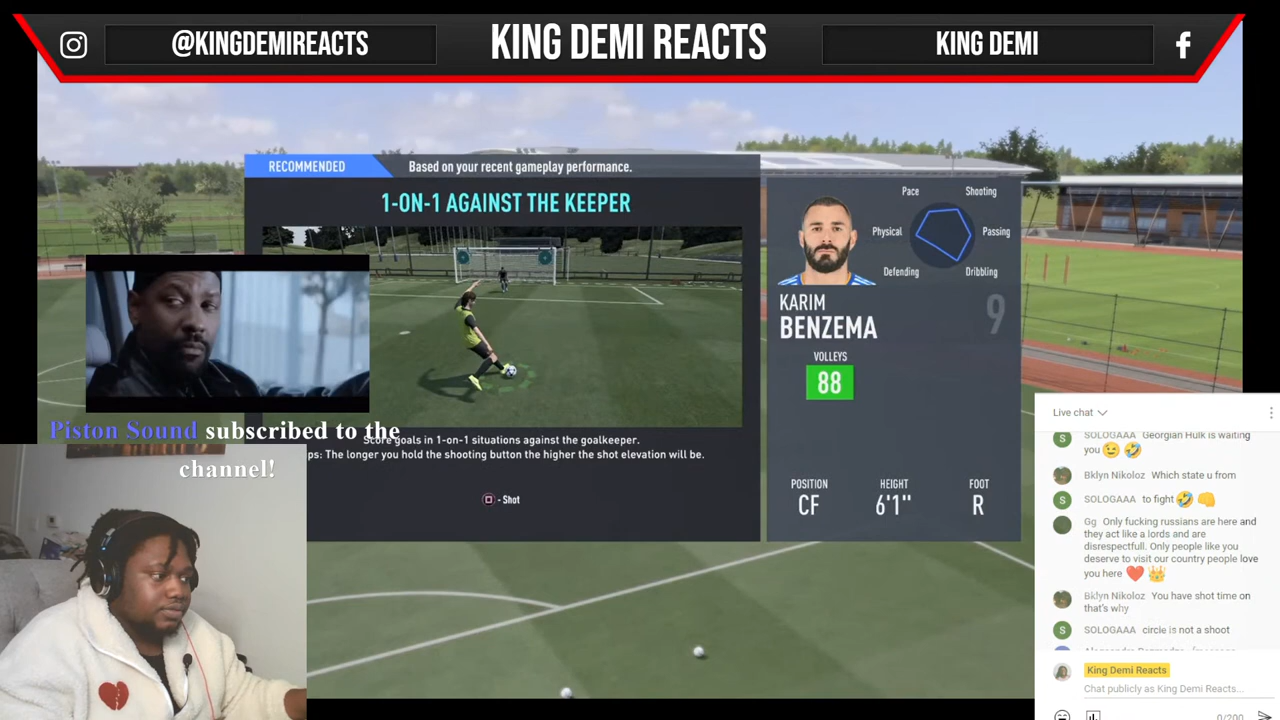 @KINGDEMIREACTS
KING DEMI REACTS
KING DEMI
RECOMMENDED
Based on your recent gameplay performance.
1-ON-1 AGAINST THE KEEPER
Pace
Shooting
Physical
Passing
Defending
Dribbling
KARIM
BENZEMA
9
VOLLEYS
88
Piston Sound subscribed to the
channel!
goals in 1-on-1 situations against the goalkeeper.
ps: The longer you hold the shooting button the higher the shot elevation will be.
- Shot
POSITION
CF
HEIGHT
6'1"
FOOT
R
Live chat
SOLOGAAA Georgian Hulk is waiting
you 😉 🤣
Bklyn Nikoloz Which state u from
SOLOGAAA to fight 🤣 👊
Gg Only fucking russians are here and
they act like a lords and are
disrespectfull. Only people like you
deserve to visit our country people love
you here ❤️ 👑
Bklyn Nikoloz You have shot time on
that's why
SOLOGAAA circle is not a shoot
King Demi Reacts
Chat publicly as King Demi Reacts...
0/200